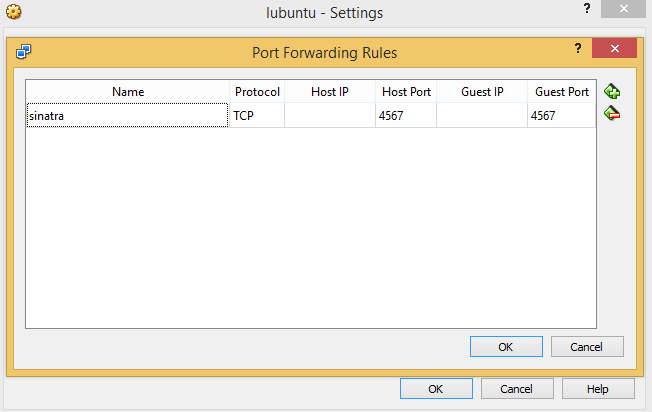 lubuntu - Settings
?
Port Forwarding Rules
?
Name Protocol Host IP Host Port Guest IP Guest Port
sinatra TCP 4567 4567
OK Cancel
OK Cancel Help